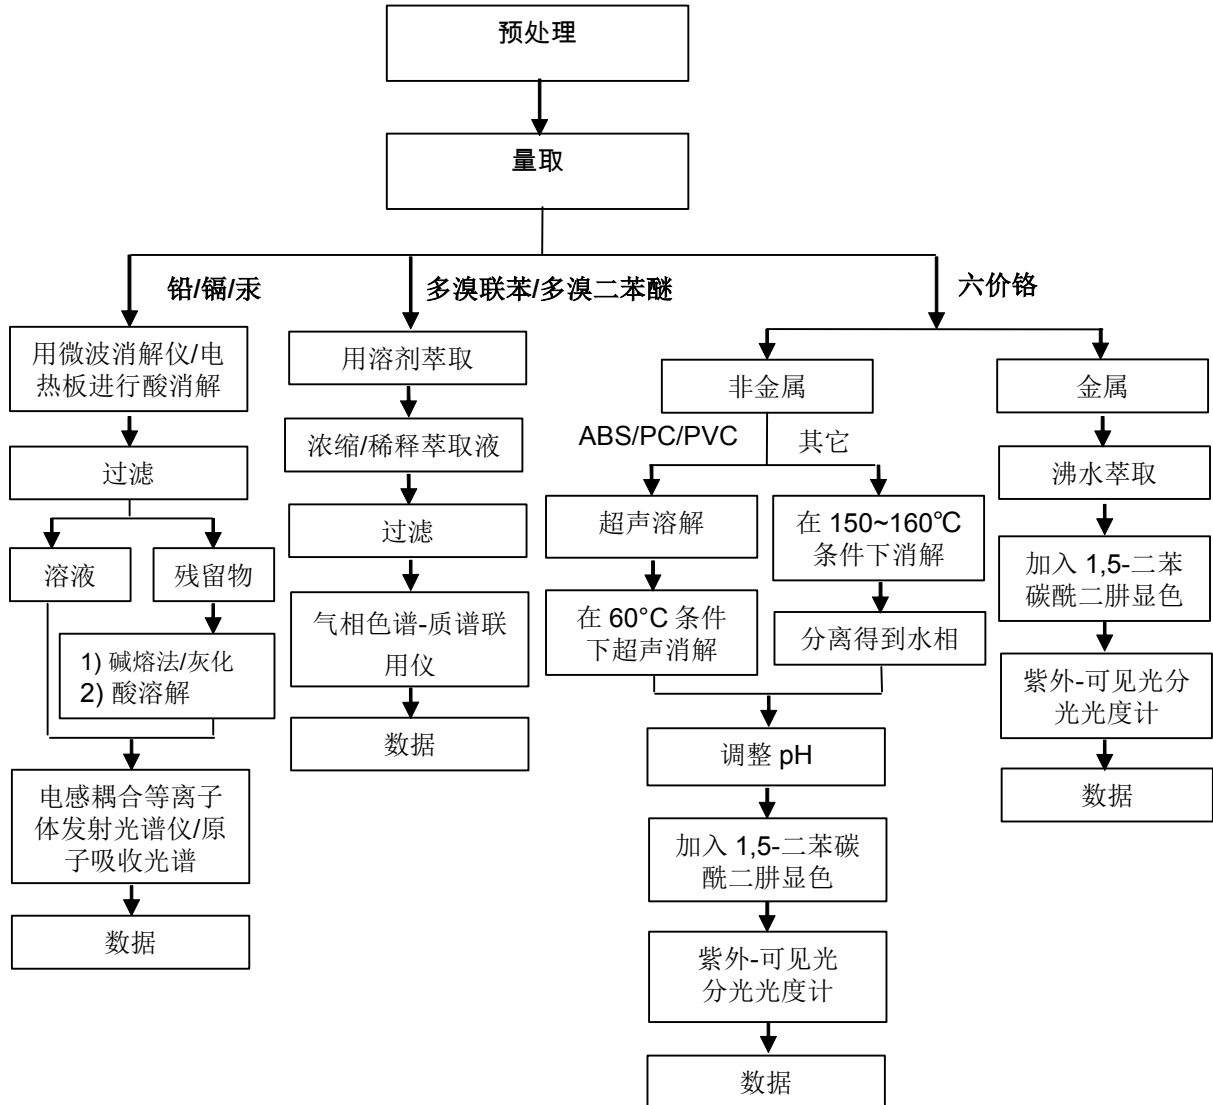 预处理
量取
铅/镉/汞
多溴联苯/多溴二苯醚
六价铬
用微波消解仪/电
热板进行酸消解
过滤
溶液
残留物
1) 碱熔法/灰化
2) 酸溶解
电感耦合等离子
体发射光谱仪/原
子吸收光谱
数据
用溶剂萃取
浓缩/稀释萃取液
过滤
气相色谱-质谱联
用仪
数据
非金属
ABS/PC/PVC
其它
超声溶解
在 60°C 条件
下超声消解
在 150~160℃
条件下消解
分离得到水相
调整 pH
加入 1,5-二苯碳
酰二肼显色
紫外-可见光
分光光度计
数据
金属
沸水萃取
加入 1,5-二苯
碳酰二肼显色
紫外-可见光分
光光度计
数据